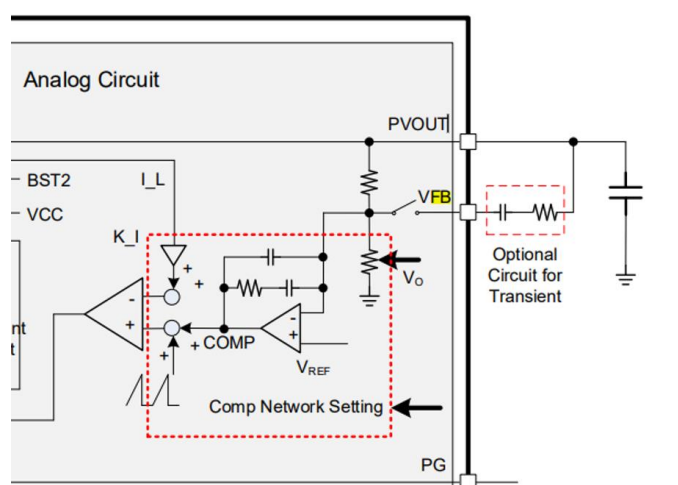 Analog Circuit
PVOUT
BST2
I_L
VFB
VCC
K_I
Optional
Circuit for
Transient
+
+
VO
-
+
-
+
nt
t
COMP
+
+
VREF
Comp Network Setting
PG